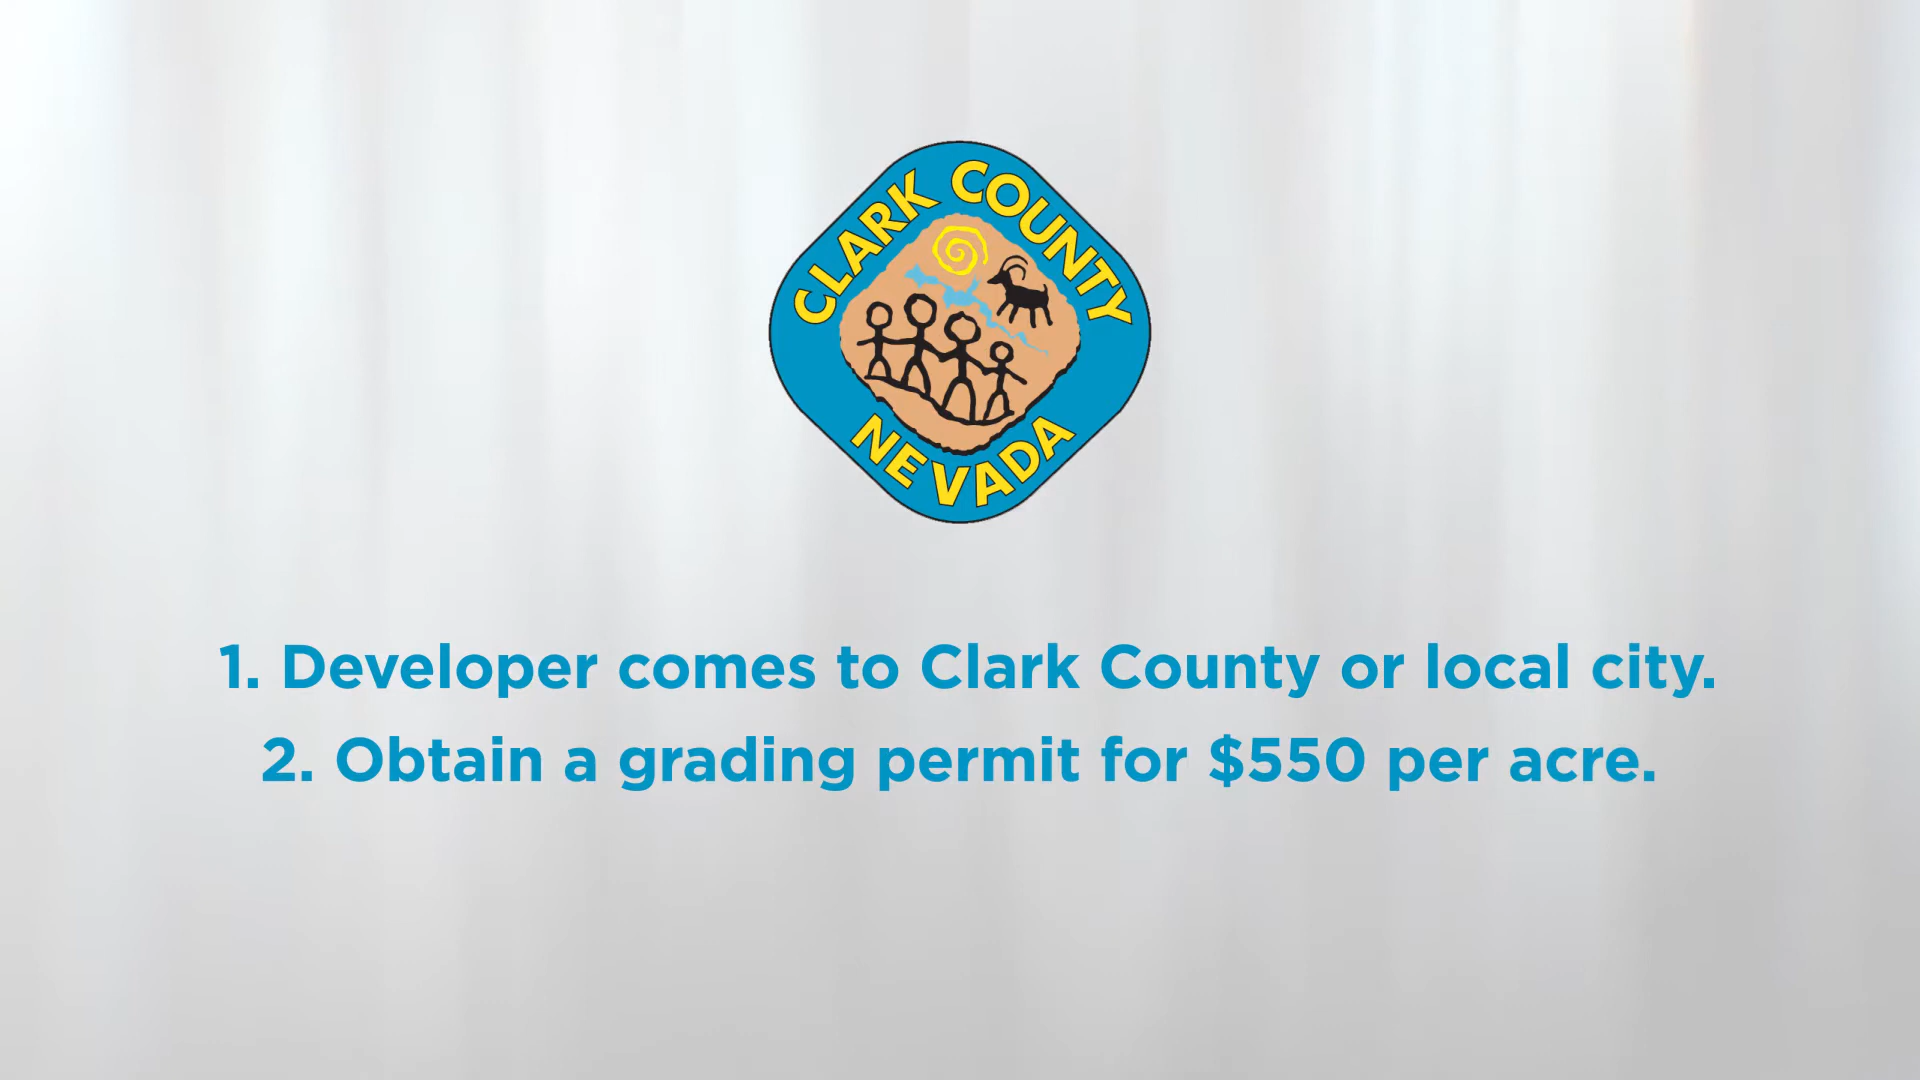 CLARK COUNTY
NEVADA
1. Developer comes to Clark County or local city.
2. Obtain a grading permit for $550 per acre.